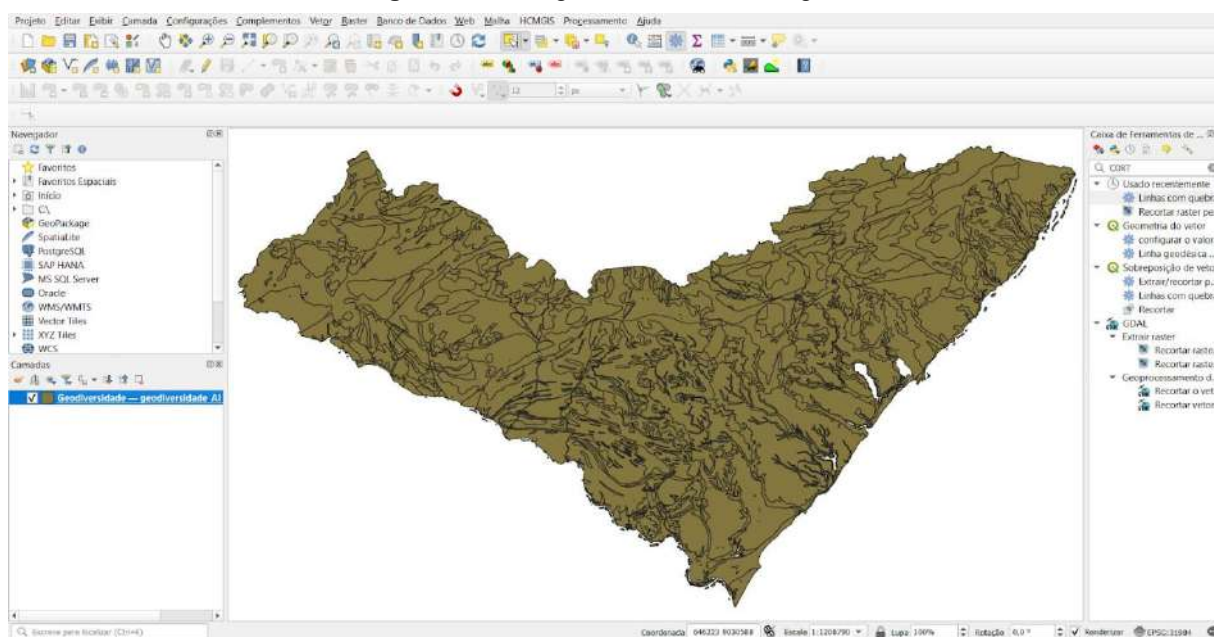 Projeto Editar Exibir Camada Configurações Complementos Vetor Raster Banco de Dados Web Malha HCMGIS Processamento Ajuda
12 px
Navegador
Favoritos
Favoritos Espaciais
Início
C:\
GeoPackage
SpatiaLite
PostgreSQL
SAP HANA
MS SQL Server
Oracle
WMS/WMTS
Vector Tiles
XYZ Tiles
WCS
Camadas
Geodiversidade — geodiversidade_Al
Caixa de Ferramentas de ...
CORT
Usado recentemente
Linhas com quebr
Recortar raster pe
Geometria do vetor
configurar o valor
Linha geodésica ...
Sobreposição de veto
Extrair/recortar p...
Linhas com quebr
Recortar
GDAL
Extrair raster
Recortar raste
Recortar raste
Geoprocessamento d
Recortar o vet
Recortar vetor
Escreva para localizar (Ctrl+K)
Coordenada Escala 1:1208790 Lupa 100% Rotação 0,0 ° Renderizar EPSG:31984